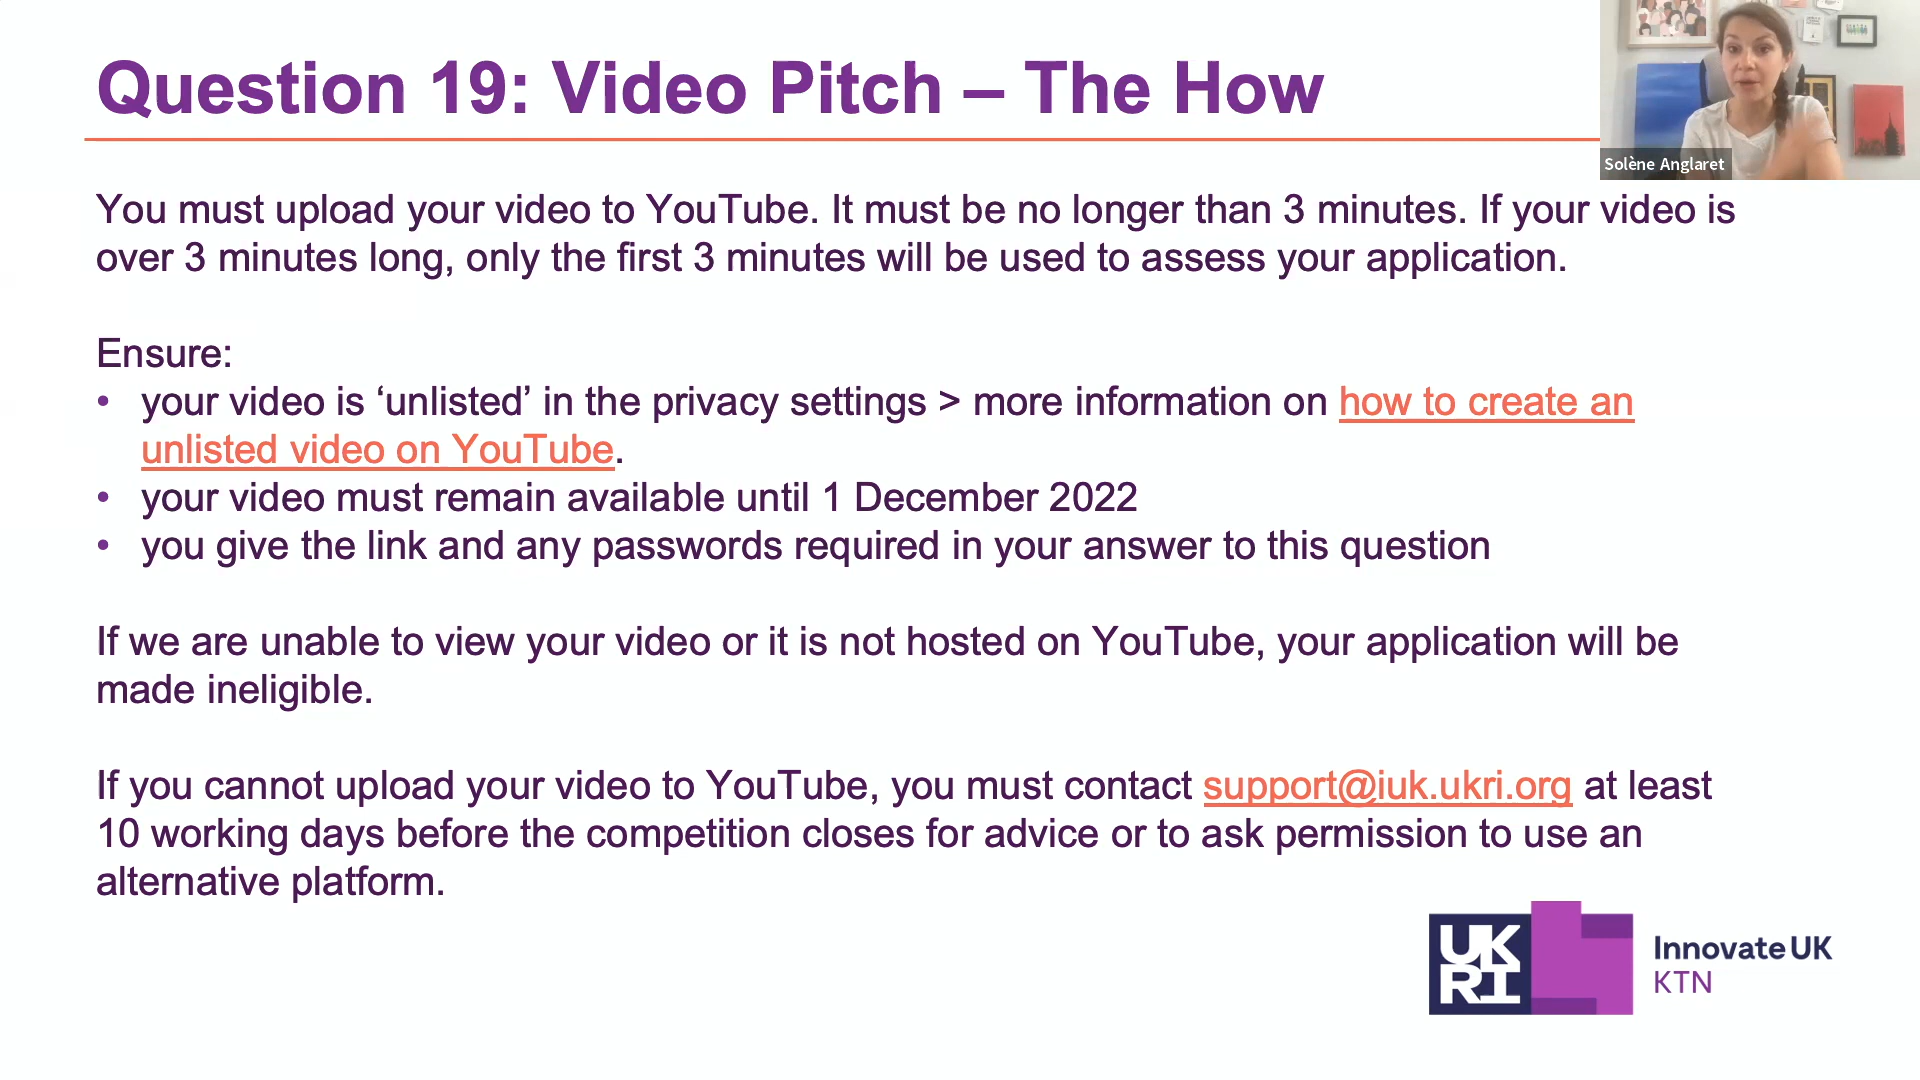 Question 19: Video Pitch – The How
Solène Anglaret
You must upload your video to YouTube. It must be no longer than 3 minutes. If your video is
over 3 minutes long, only the first 3 minutes will be used to assess your application.
Ensure:
• your video is ‘unlisted’ in the privacy settings > more information on how to create an
unlisted video on YouTube.
• your video must remain available until 1 December 2022
• you give the link and any passwords required in your answer to this question
If we are unable to view your video or it is not hosted on YouTube, your application will be
made ineligible.
If you cannot upload your video to YouTube, you must contact support@iuk.ukri.org at least
10 working days before the competition closes for advice or to ask permission to use an
alternative platform.
UK
RI
Innovate UK
KTN